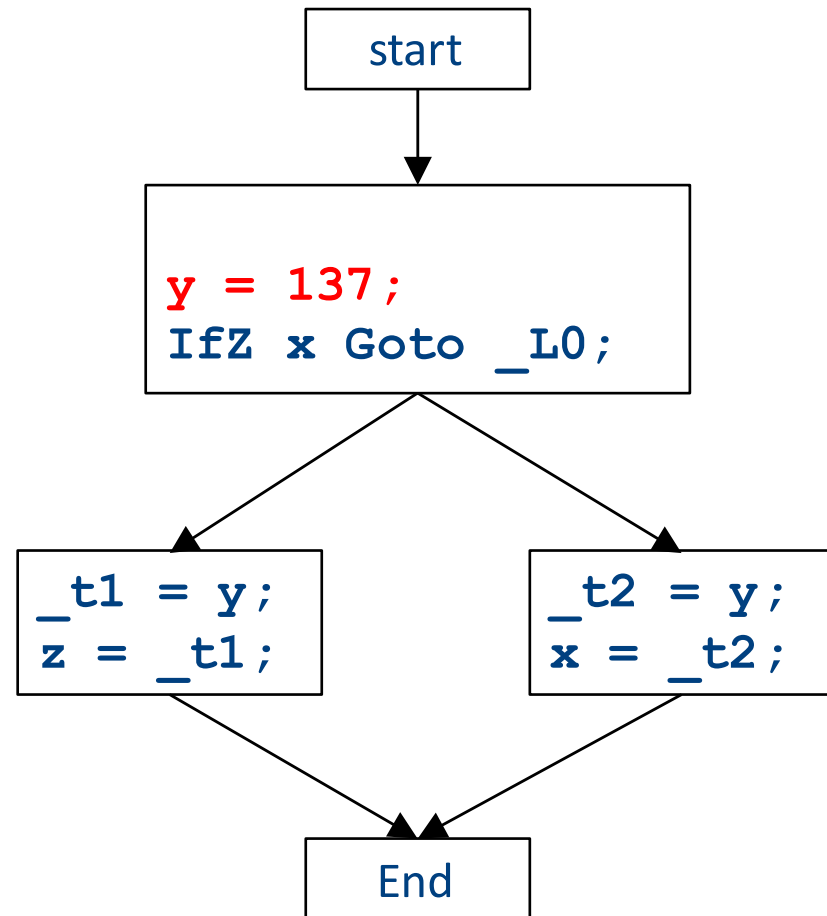 start
y = 137;
IfZ x Goto _L0;
_t1 = y;
z = _t1;
_t2 = y;
x = _t2;
End